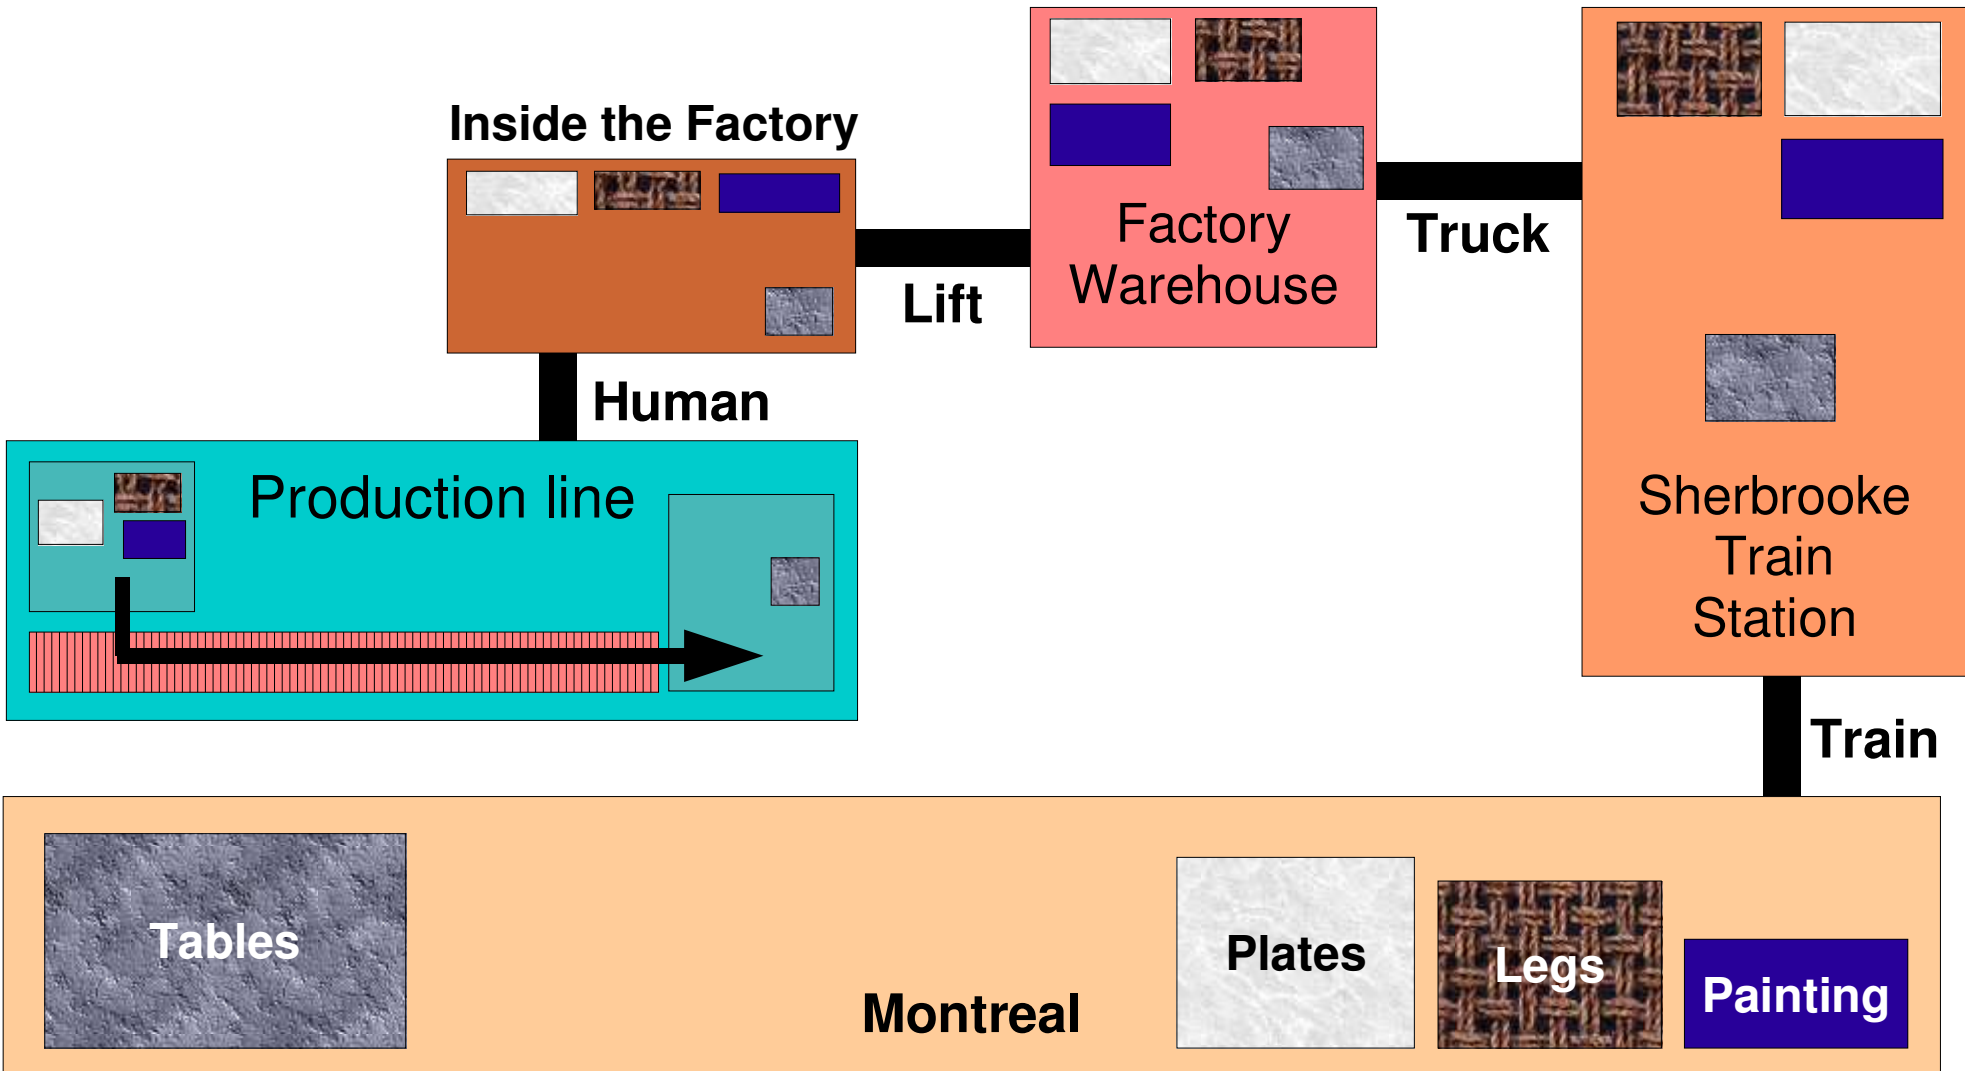 Inside the Factory
Factory
Warehouse
Truck
Lift
Human
Production line
Sherbrooke
Train
Station
Train
Tables
Plates
Legs
Painting
Montreal